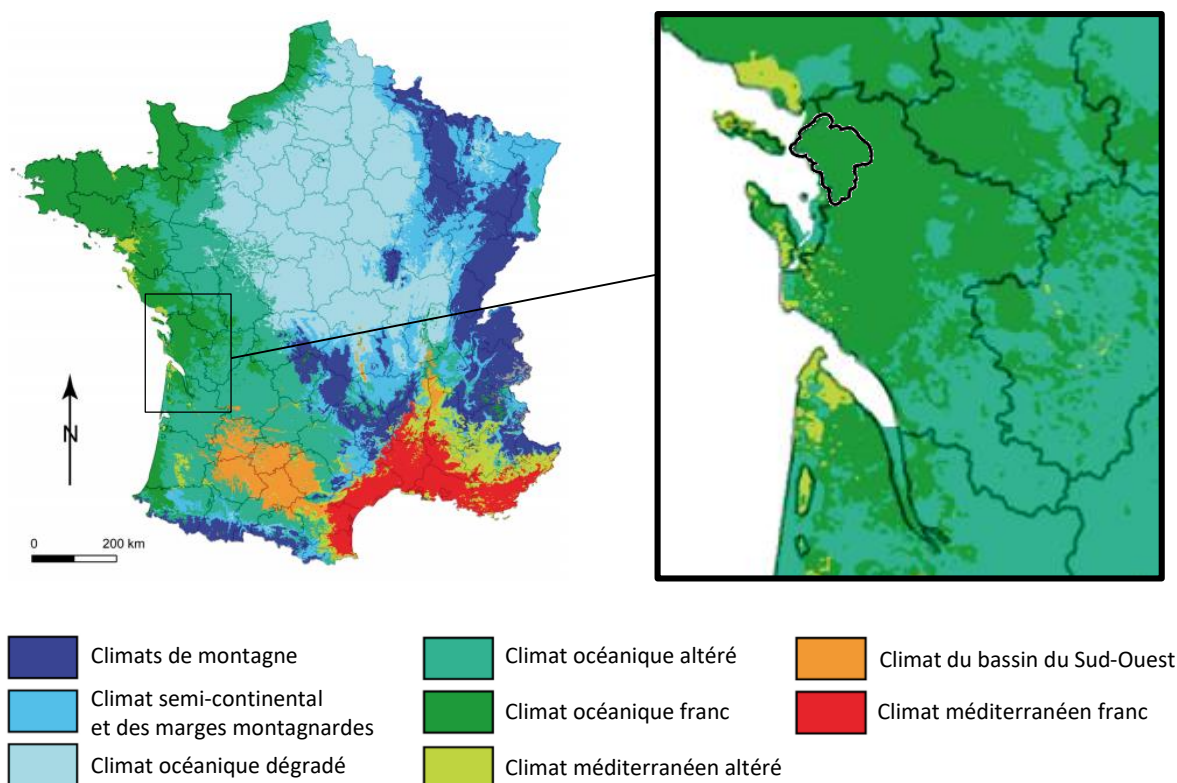 N
0 200 km
Climats de montagne
Climat semi-continental
et des marges montagnardes
Climat océanique dégradé
Climat océanique altéré
Climat océanique franc
Climat méditerranéen altéré
Climat du bassin du Sud-Ouest
Climat méditerranéen franc